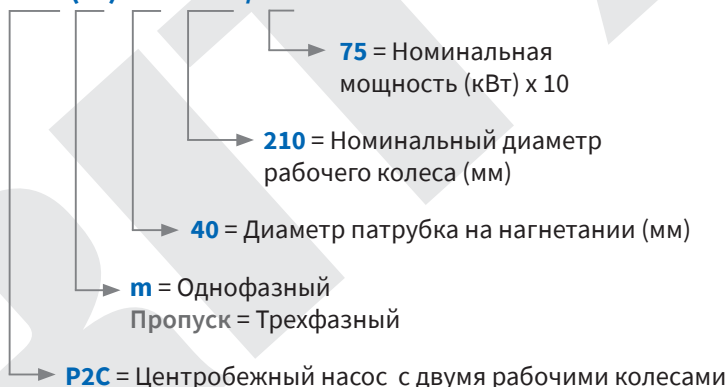 75 = Номинальная
мощность (кВт) x 10
210 = Номинальный диаметр
рабочего колеса (мм)
40 = Диаметр патрубка на нагнетании (мм)
m = Однофазный
Пропуск = Трехфазный
P2C = Центробежный насос с двумя рабочими колесами